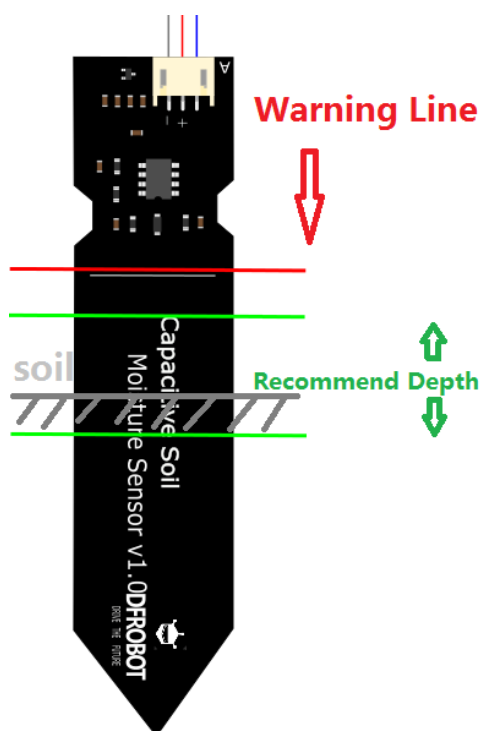 A
− +
Warning Line
soil
Recommend Depth
Capacitive Soil
Moisture Sensor v1.0
DFROBOT
DRIVE THE FUTURE